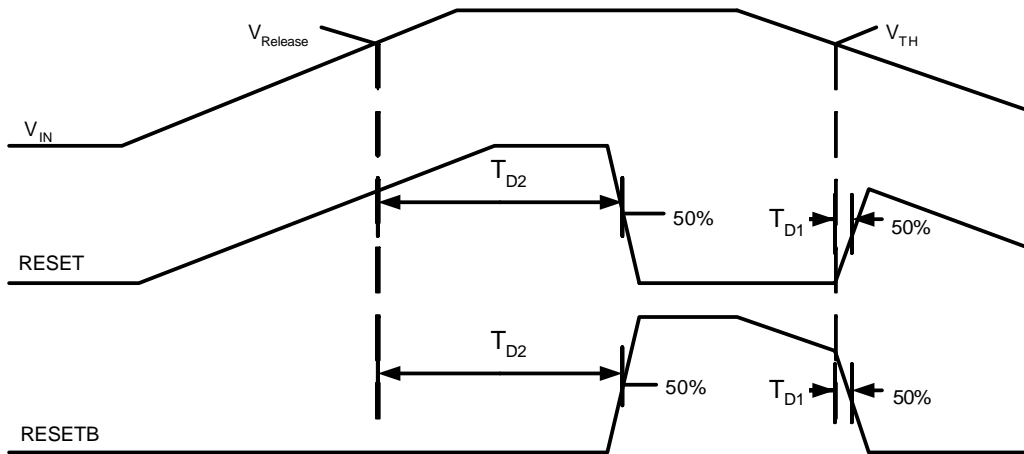 VRelease
VTH
VIN
TD2
50%
TD1
50%
RESET
TD2
50%
TD1
50%
RESETB